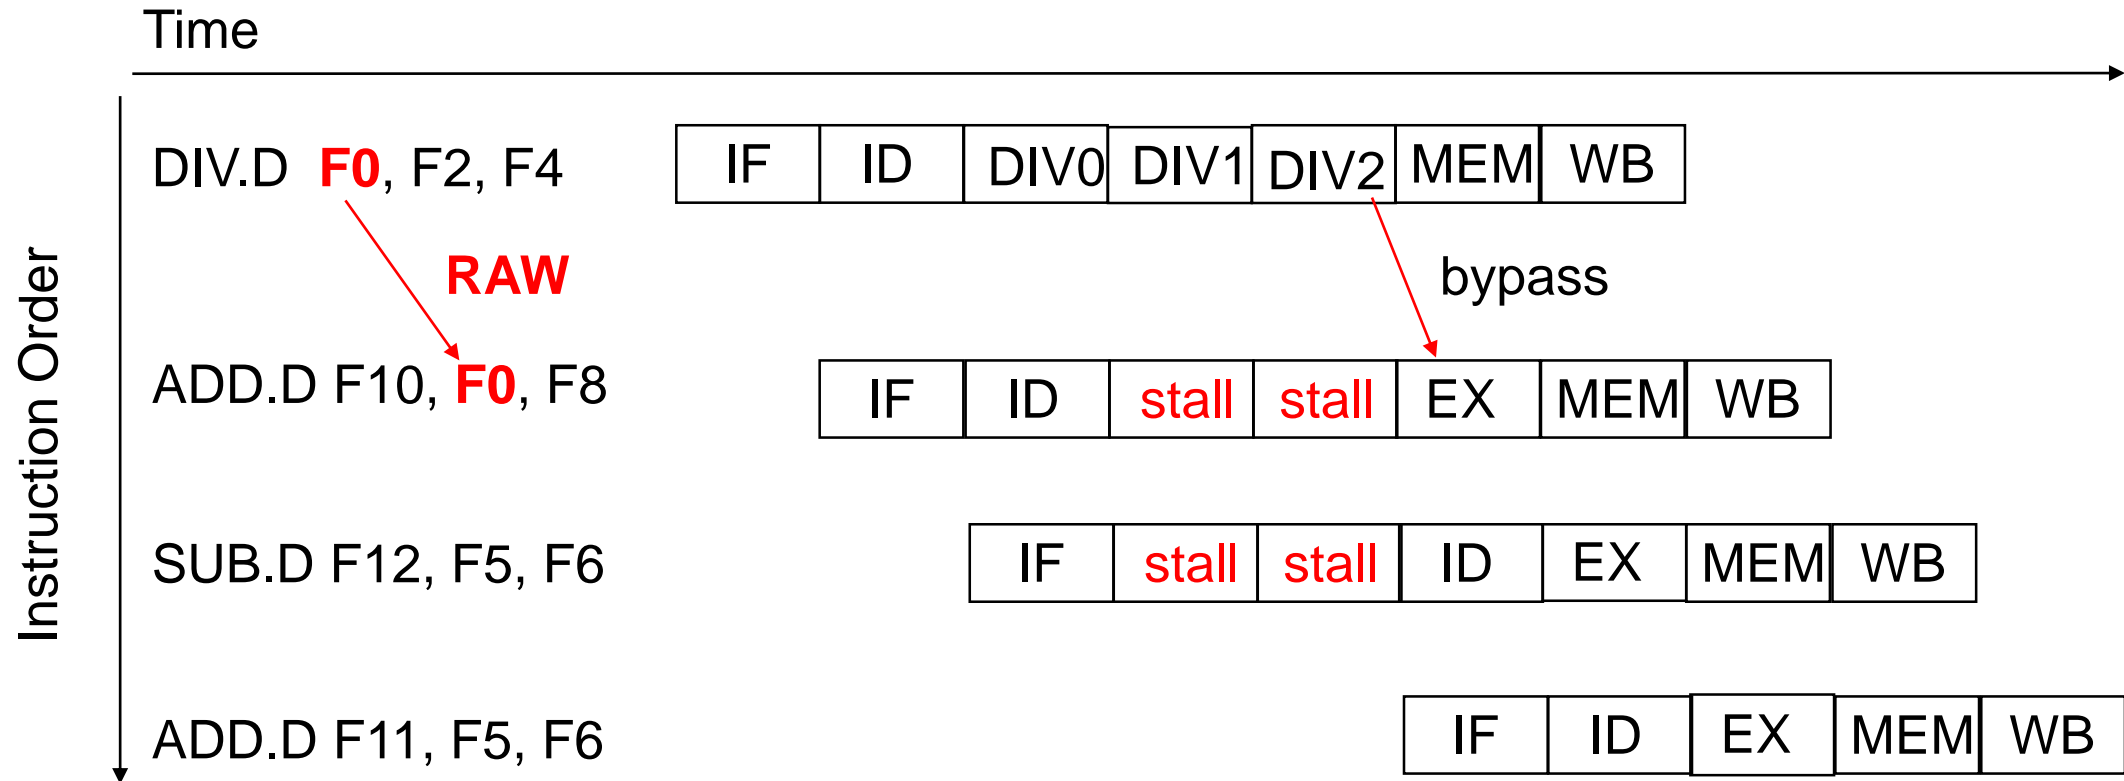 Time
Instruction Order
DIV.D F0, F2, F4 IF ID DIV0 DIV1 DIV2 MEM WB
RAW bypass
ADD.D F10, F0, F8 IF ID stall stall EX MEM WB
SUB.D F12, F5, F6 IF stall stall ID EX MEM WB
ADD.D F11, F5, F6 IF ID EX MEM WB